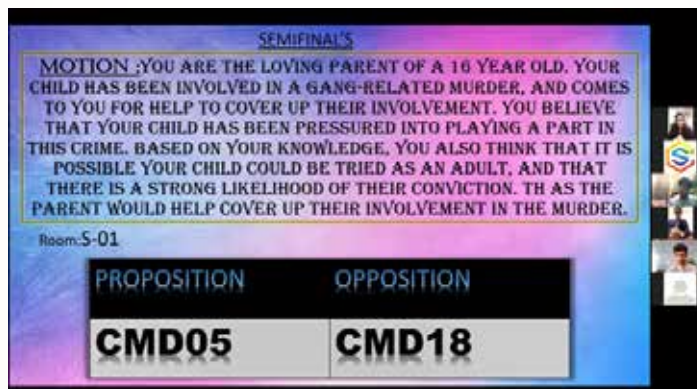 SEMIFINAL'S
MOTION :YOU ARE THE LOVING PARENT OF A 16 YEAR OLD. YOUR
CHILD HAS BEEN INVOLVED IN A GANG-RELATED MURDER, AND COMES
TO YOU FOR HELP TO COVER UP THEIR INVOLVEMENT. YOU BELIEVE
THAT YOUR CHILD HAS BEEN PRESSURED INTO PLAYING A PART IN
THIS CRIME. BASED ON YOUR KNOWLEDGE, YOU ALSO THINK THAT IT IS
POSSIBLE YOUR CHILD COULD BE TRIED AS AN ADULT, AND THAT
THERE IS A STRONG LIKELIHOOD OF THEIR CONVICTION. TH AS THE
PARENT WOULD HELP COVER UP THEIR INVOLVEMENT IN THE MURDER.
Room:S-01
PROPOSITION OPPOSITION
CMD05 CMD18